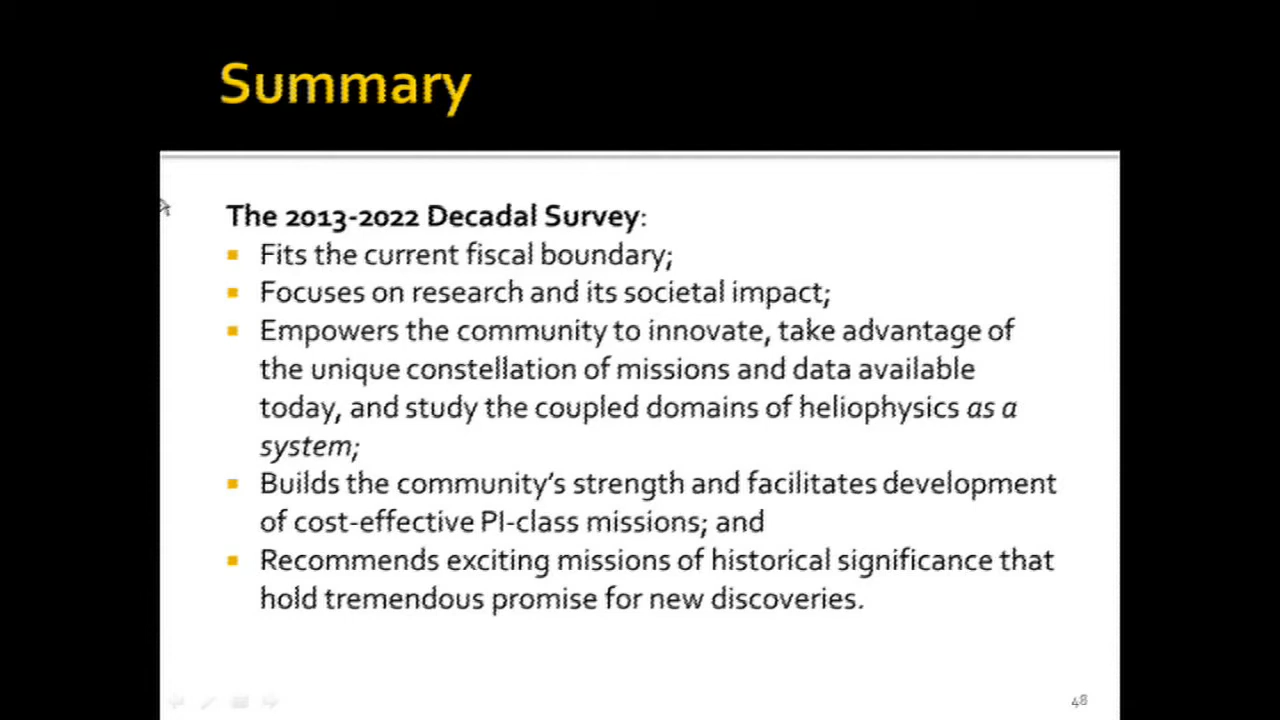 Summary
The 2013-2022 Decadal Survey:
Fits the current fiscal boundary;
Focuses on research and its societal impact;
Empowers the community to innovate, take advantage of
the unique constellation of missions and data available
today, and study the coupled domains of heliophysics as a
system;
Builds the community’s strength and facilitates development
of cost-effective PI-class missions; and
Recommends exciting missions of historical significance that
hold tremendous promise for new discoveries.
48